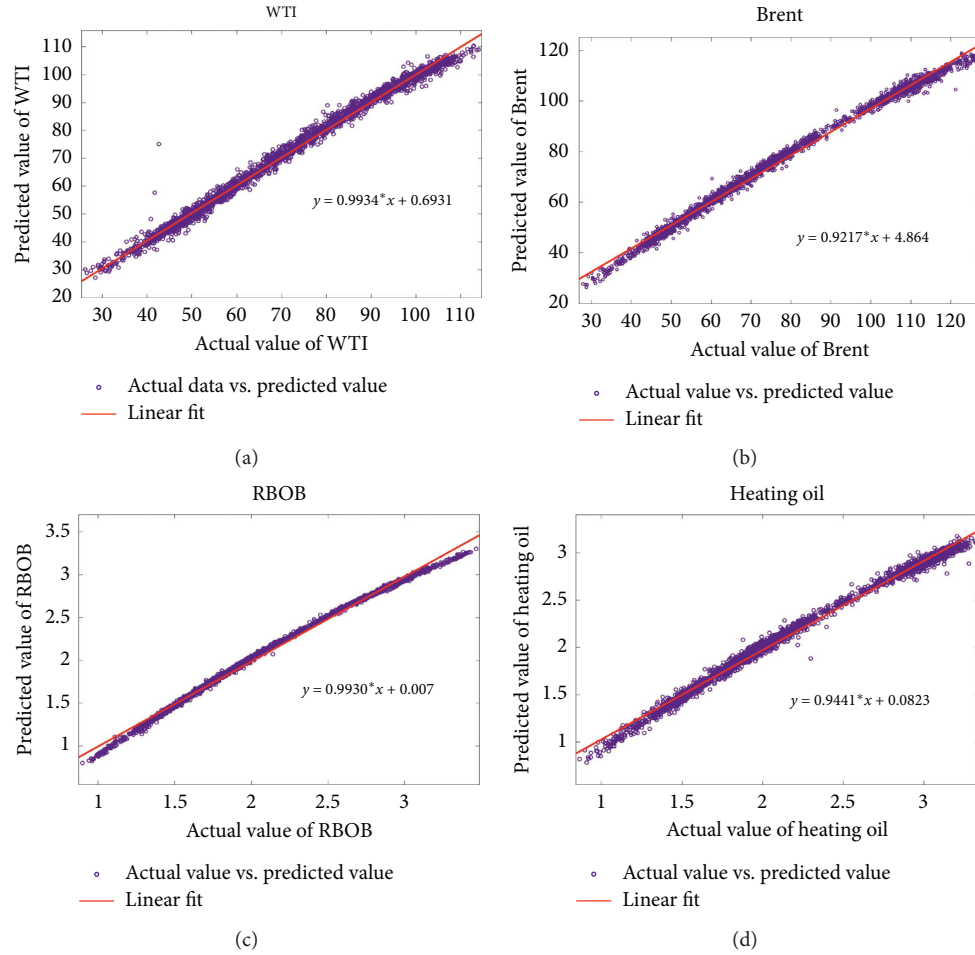 WTI
110
100
90
80
70
60
50
40
30
20
Predicted value of WTI
y = 0.9934*x + 0.6931
30 40 50 60 70 80 90 100 110
Actual value of WTI
Actual data vs. predicted value
Linear fit
(a)
Brent
120
100
80
60
40
20
Predicted value of Brent
y = 0.9217*x + 4.864
30 40 50 60 70 80 90 100 110 120
Actual value of Brent
Actual value vs. predicted value
Linear fit
(b)
RBOB
3.5
3
2.5
2
1.5
1
Predicted value of RBOB
y = 0.9930*x + 0.007
1 1.5 2 2.5 3
Actual value of RBOB
Actual value vs. predicted value
Linear fit
(c)
Heating oil
3
2.5
2
1.5
1
Predicted value of heating oil
y = 0.9441*x + 0.0823
1 1.5 2 2.5 3
Actual value of heating oil
Actual value vs. predicted value
Linear fit
(d)